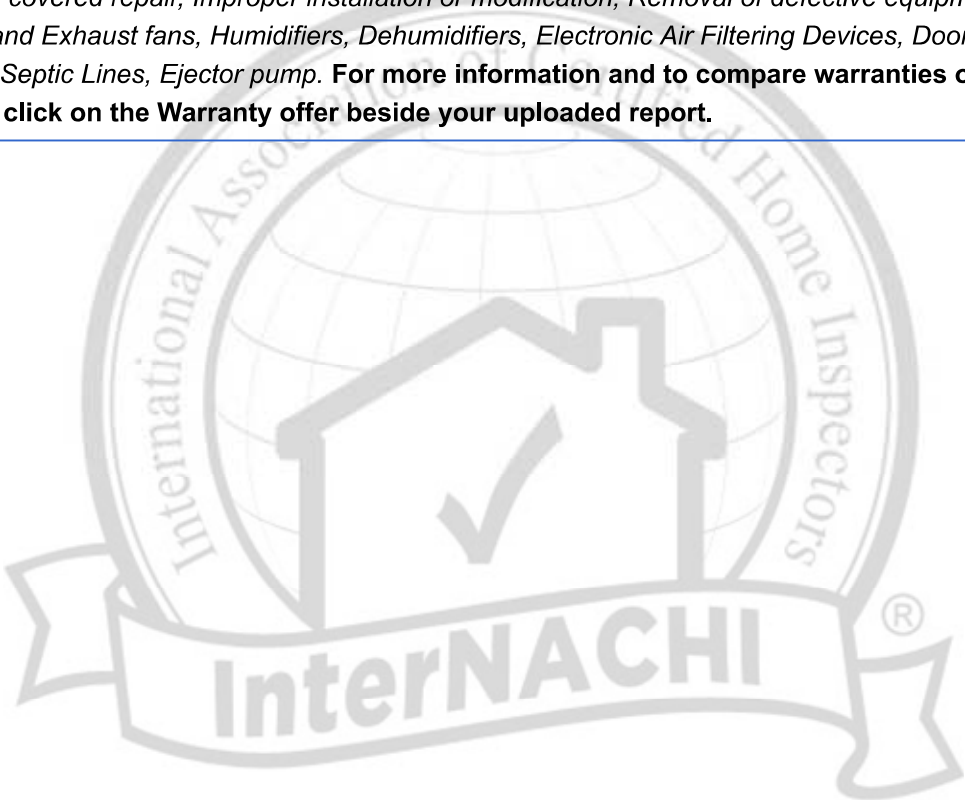 covered repair, Improper installation or modification, Removal of defective
and Exhaust fans, Humidifiers, Dehumidifiers, Electronic Air Filtering Devices,
Septic Lines, Ejector pump. For more information and to compare warranties
click on the Warranty offer beside your uploaded report.
International Association of Certified Home Inspectors
InterNACHI
®